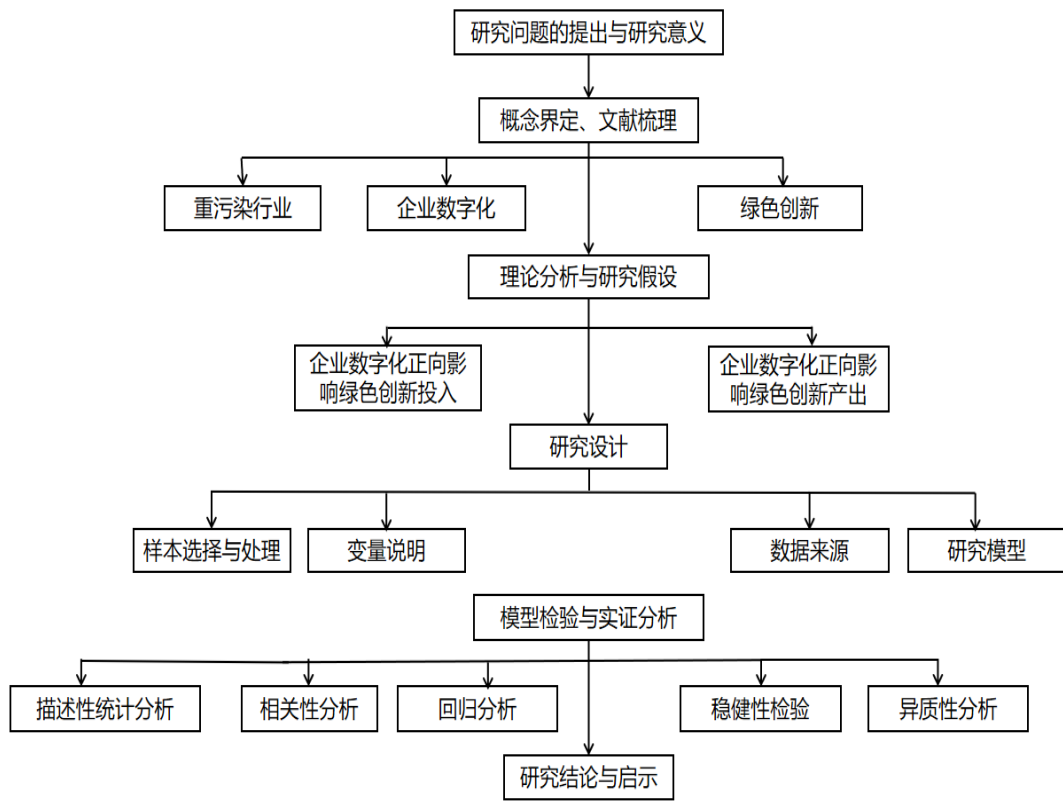 研究问题的提出与研究意义
概念界定、文献梳理
重污染行业
企业数字化
绿色创新
理论分析与研究假设
企业数字化正向影
响绿色创新投入
企业数字化正向影
响绿色创新产出
研究设计
样本选择与处理
变量说明
数据来源
研究模型
模型检验与实证分析
描述性统计分析
相关性分析
回归分析
稳健性检验
异质性分析
研究结论与启示